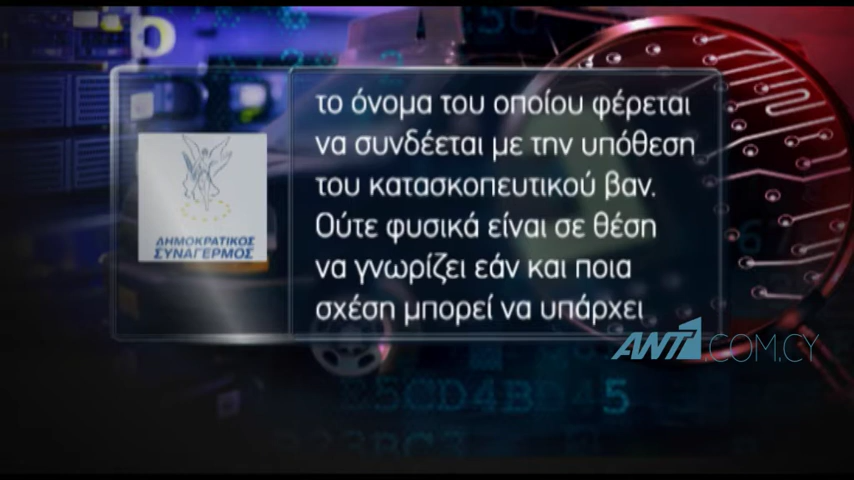 το όνομα του οποίου φέρεται
να συνδέεται με την υπόθεση
του κατασκοπευτικού βαν.
Ούτε φυσικά είναι σε θέση
να γνωρίζει εάν και ποια
σχέση μπορεί να υπάρχει
ΔΗΜΟΚΡΑΤΙΚΟΣ
ΣΥΝΑΓΕΡΜΟΣ
ANT1.COM.CY
E5CD4BD45